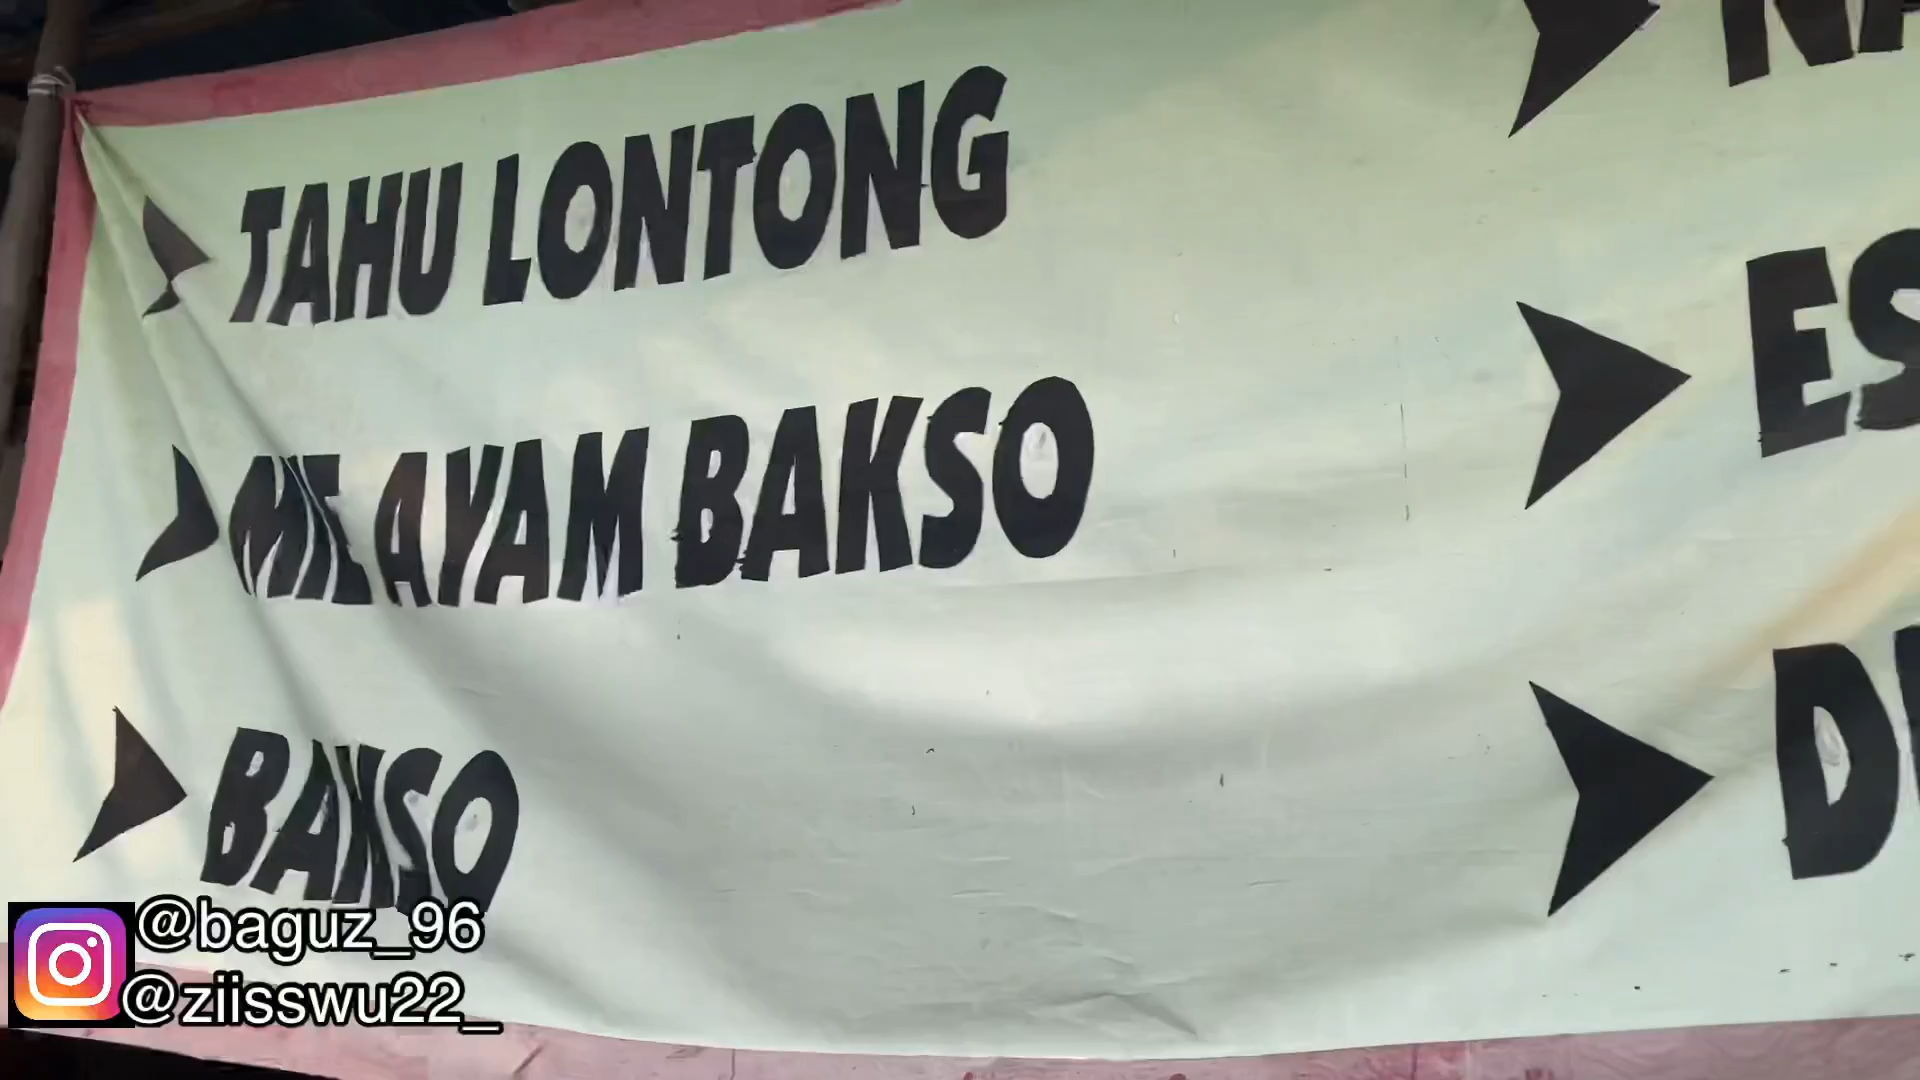 TAHU LONTONG
MIE AYAM BAKSO
BAKSO
ES
@baguz_96
@ziisswu22_